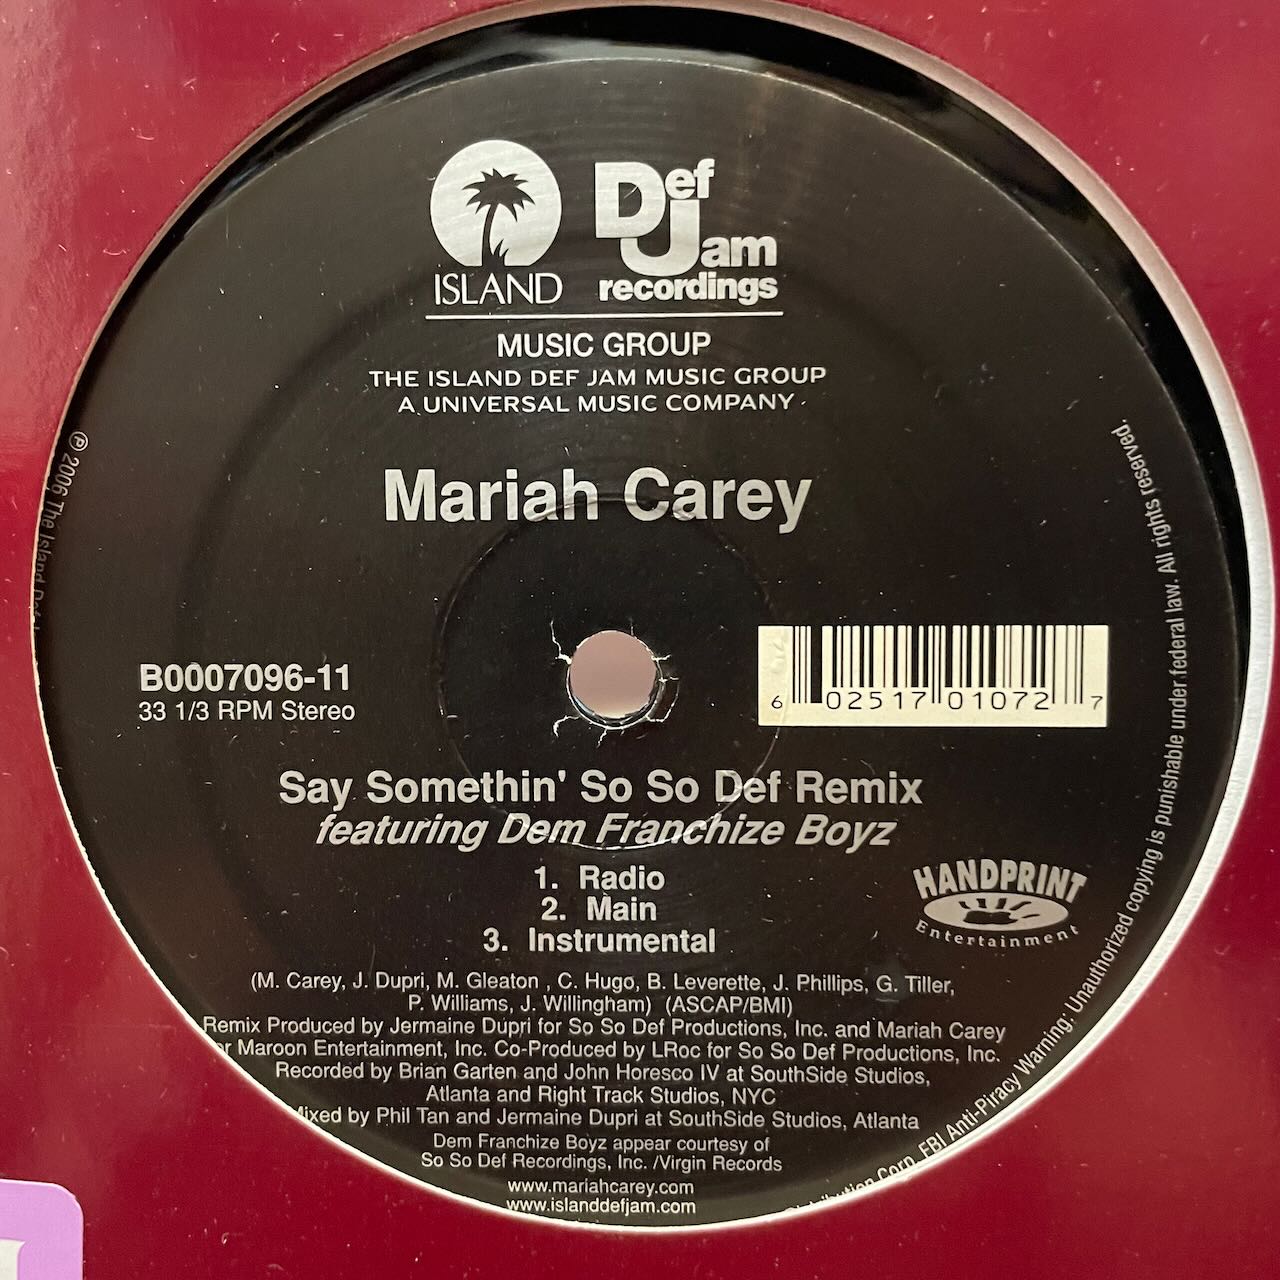 ISLAND
Def Jam
recordings
MUSIC GROUP
THE ISLAND DEF JAM MUSIC GROUP
A UNIVERSAL MUSIC COMPANY
Mariah Carey
B0007096-11
33 1/3 RPM Stereo
6 02517 01072 7
Say Somethin' So So Def Remix
featuring Dem Franchize Boyz
1. Radio
2. Main
3. Instrumental
HANDPRINT
Entertainment
(M. Carey, J. Dupri, M. Gleaton , C. Hugo, B. Leverette, J. Phillips, G. Tiller,
P. Williams, J. Willingham) (ASCAP/BMI)
Remix Produced by Jermaine Dupri for So So Def Productions, Inc. and Mariah Carey
Maroon Entertainment, Inc. Co-Produced by LRoc for So So Def Productions, Inc.
Recorded by Brian Garten and John Horesco IV at SouthSide Studios,
Atlanta and Right Track Studios, NYC
Mixed by Phil Tan and Jermaine Dupri at SouthSide Studios, Atlanta
Dem Franchize Boyz appear courtesy of
So So Def Recordings, Inc. /Virgin Records
www.mariahcarey.com
www.islanddefjam.com
℗ 2006 The Island
Corp. FBI Anti-Piracy Warning: Unauthorized copying is punishable under federal law. All rights reserved.